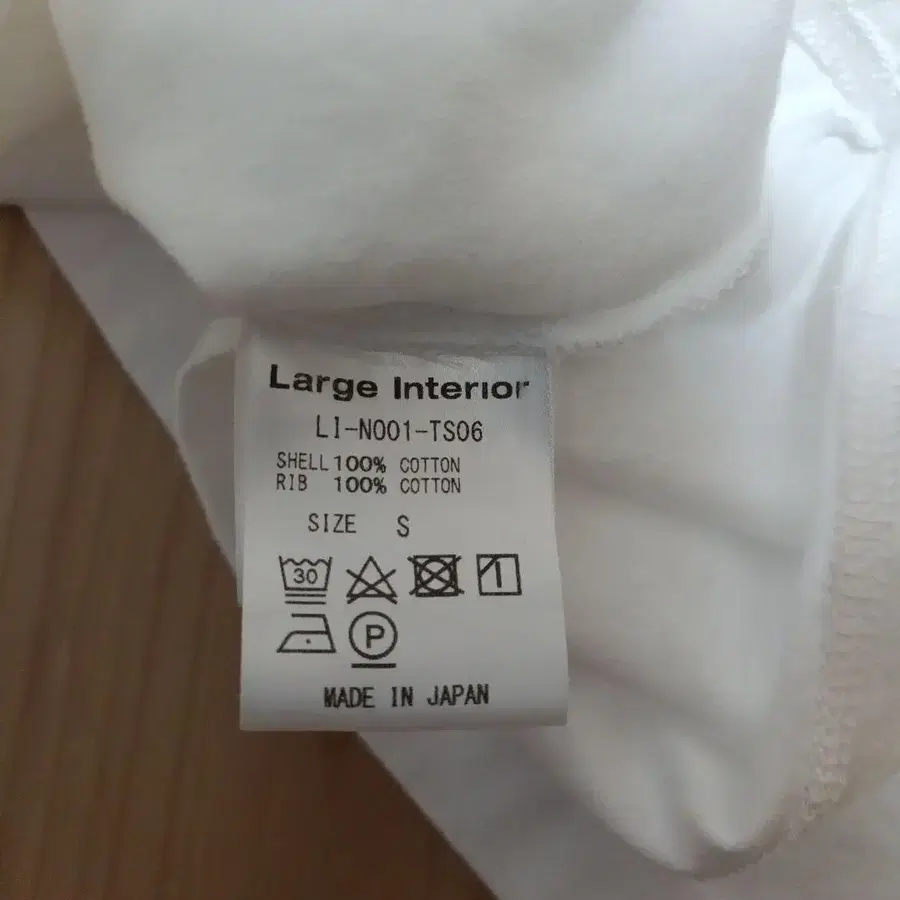 Large Interior
LI-N001-TS06
SHELL 100% COTTON
RIB 100% COTTON
SIZE S
30
P
MADE IN JAPAN